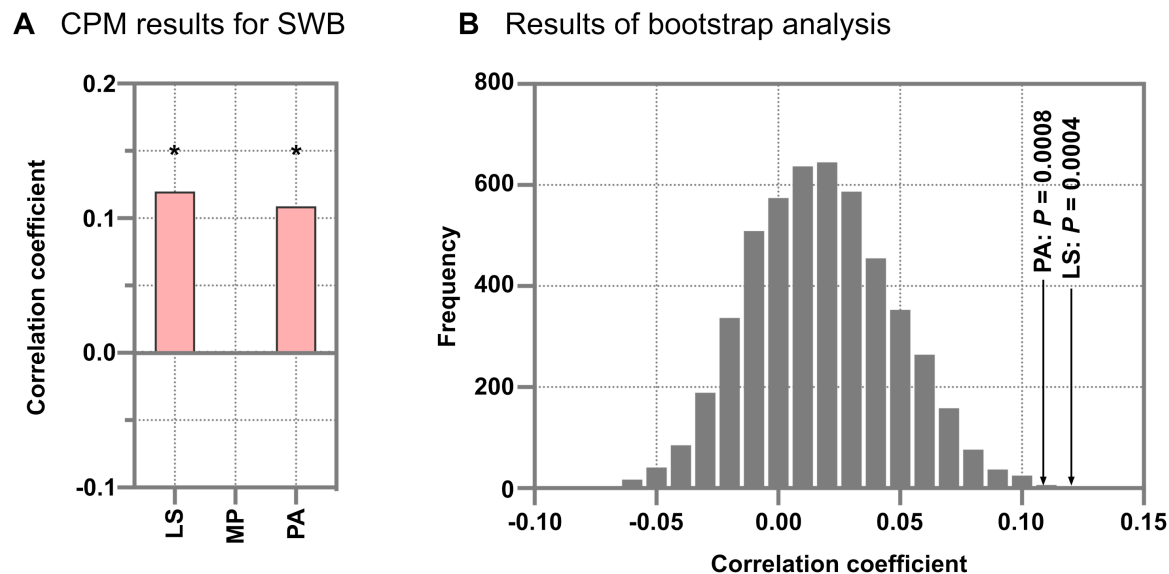 A CPM results for SWB
0.2
0.1
0.0
-0.1
Correlation coefficient
* *
LS MP PA
B Results of bootstrap analysis
800
600
400
200
0
Frequency
PA: P = 0.0008
LS: P = 0.0004
-0.10 -0.05 0.00 0.05 0.10 0.15
Correlation coefficient